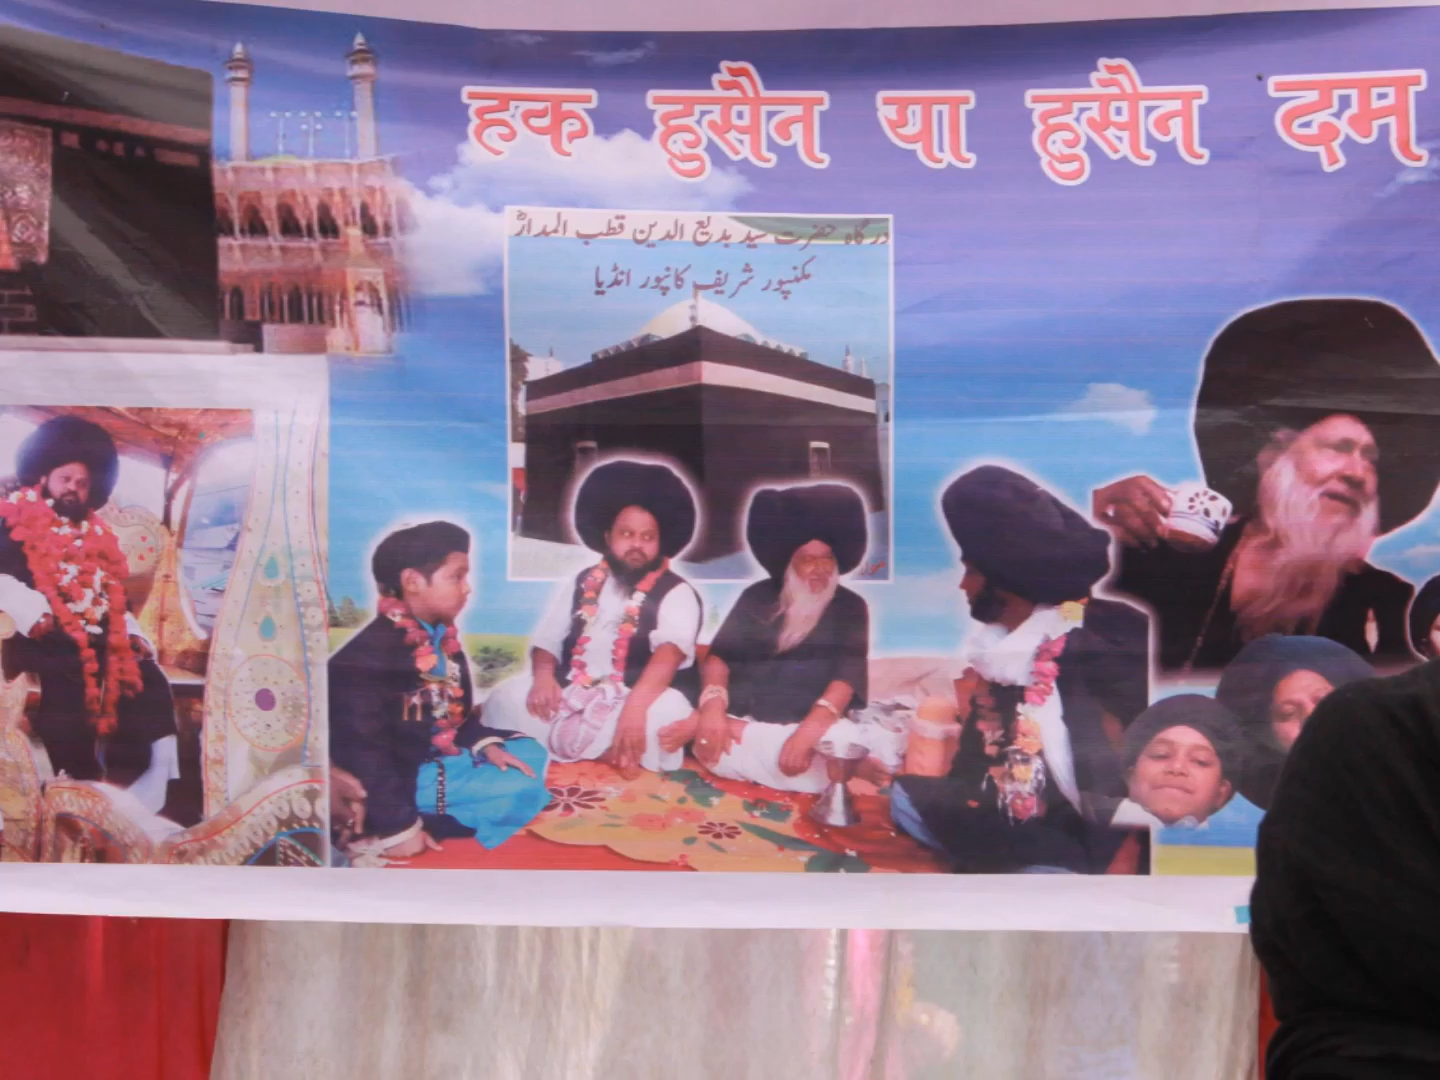 हक हुसैन या हुसैन दम
درگاہ حضرت سید بدیع الدین قطب المدارؓ
مکنپور شریف کانپور انڈیا